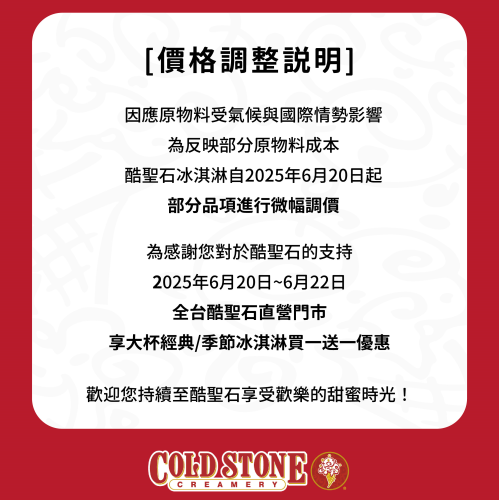 [價格調整説明]
因應原物料受氣候與國際情勢影響
為反映部分原物料成本
酷聖石冰淇淋自2025年6月20日起
部分品項進行微幅調價
為感謝您對於酷聖石的支持
2025年6月20日~6月22日
全台酷聖石直營門市
享大杯經典/季節冰淇淋買一送一優惠
歡迎您持續至酷聖石享受歡樂的甜蜜時光！
COLD STONE
CREAMERY